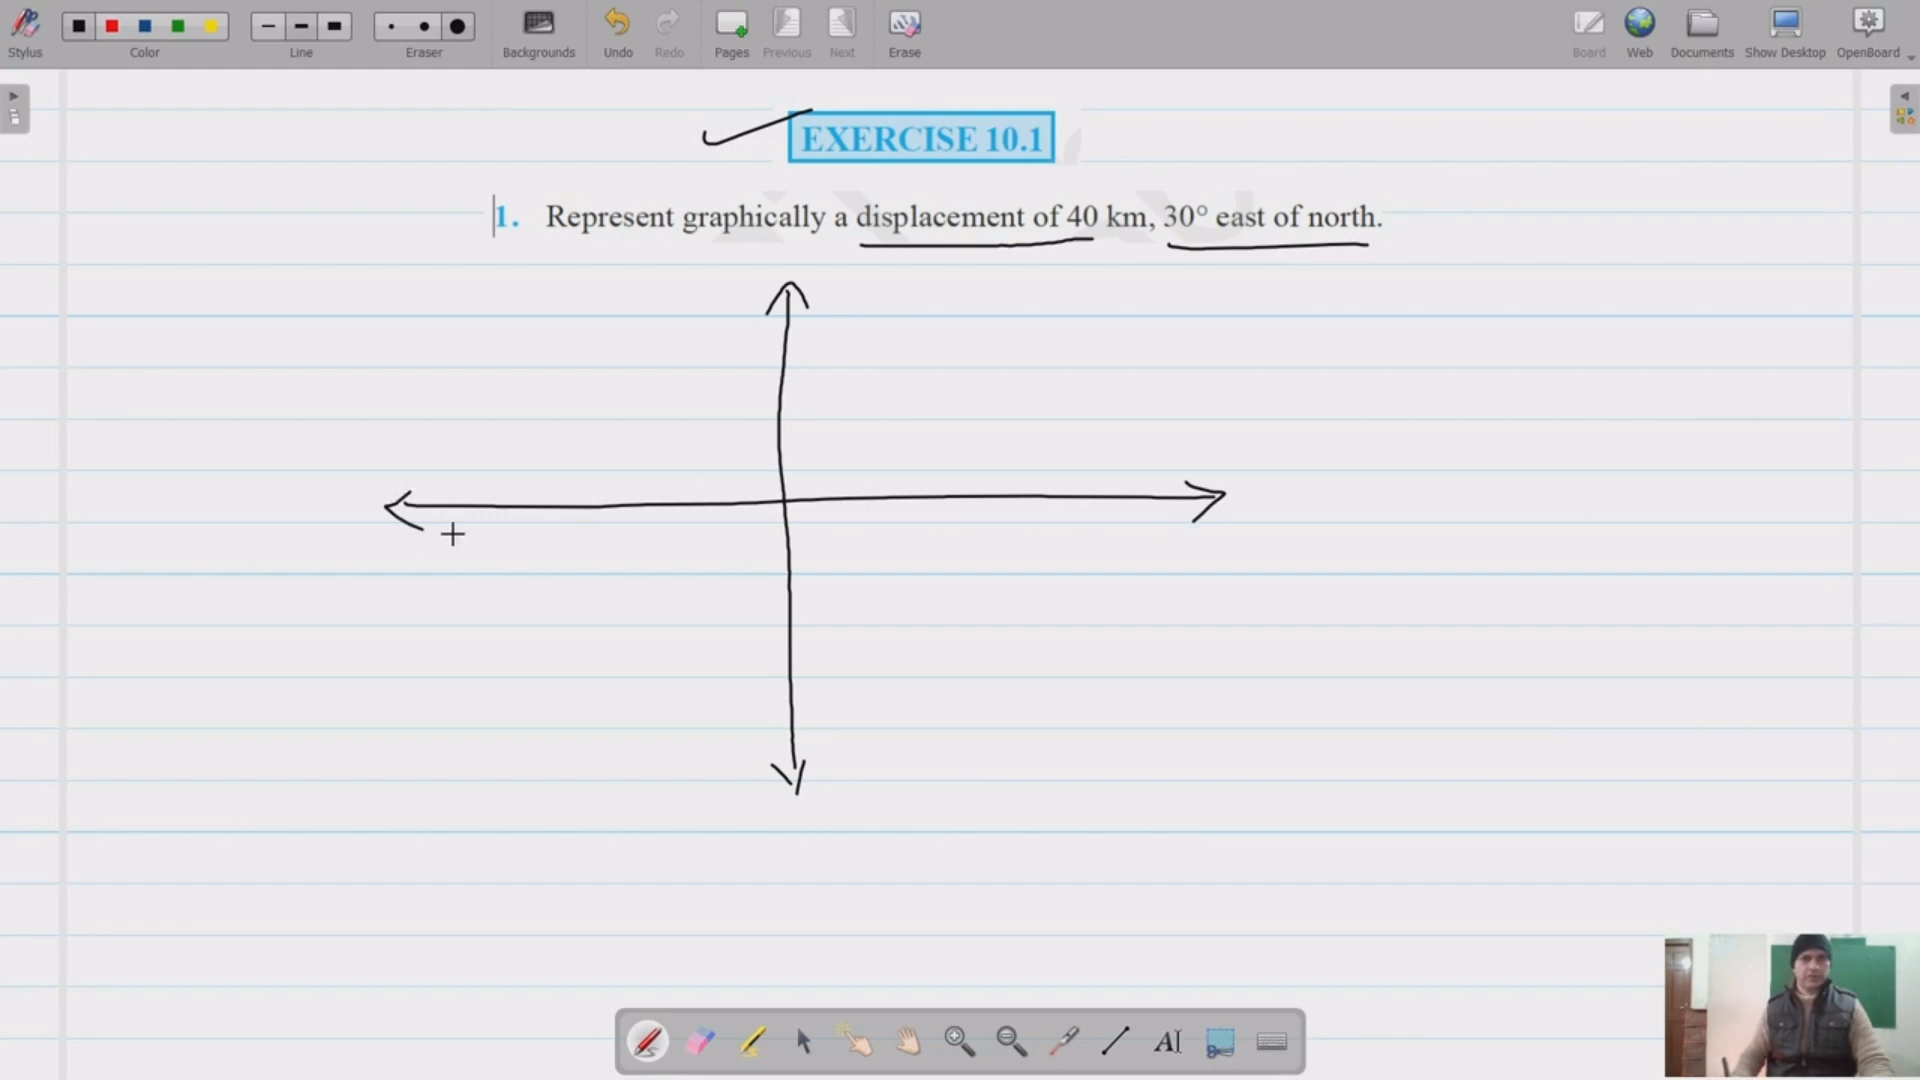 Stylus Color Line Eraser Backgrounds Undo Redo Pages Previous Next Erase Board Web Documents Show Desktop OpenBoard
EXERCISE 10.1
1. Represent graphically a displacement of 40 km, 30° east of north.